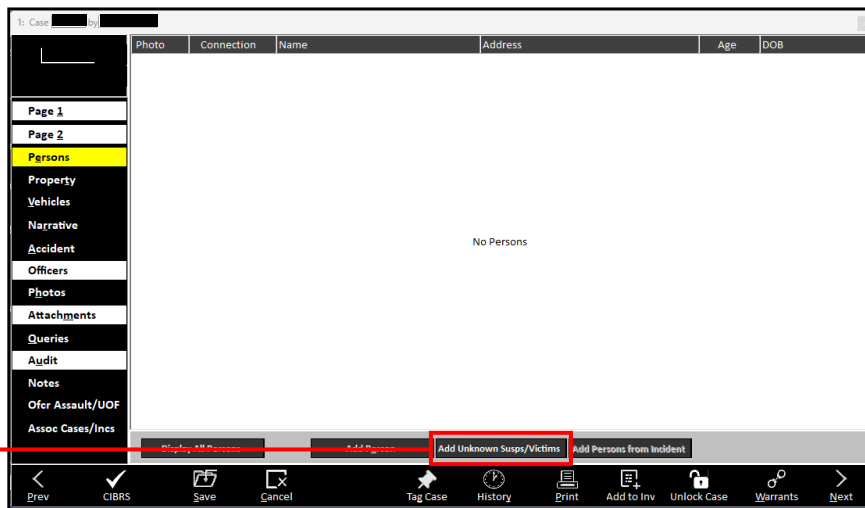 1: Case by
Photo Connection Name Address Age DOB
Page 1
Page 2
Persons
Property
Vehicles
Narrative
Accident
Officers
Photos
Attachments
Queries
Audit
Notes
Ofcr Assault/UOF
Assoc Cases/Incs
No Persons
Display All Persons Add Person Add Unknown Susps/Victims Add Persons from Incident
Prev CIBRS Save Cancel Tag Case History Print Add to Inv Unlock Case Warrants Next